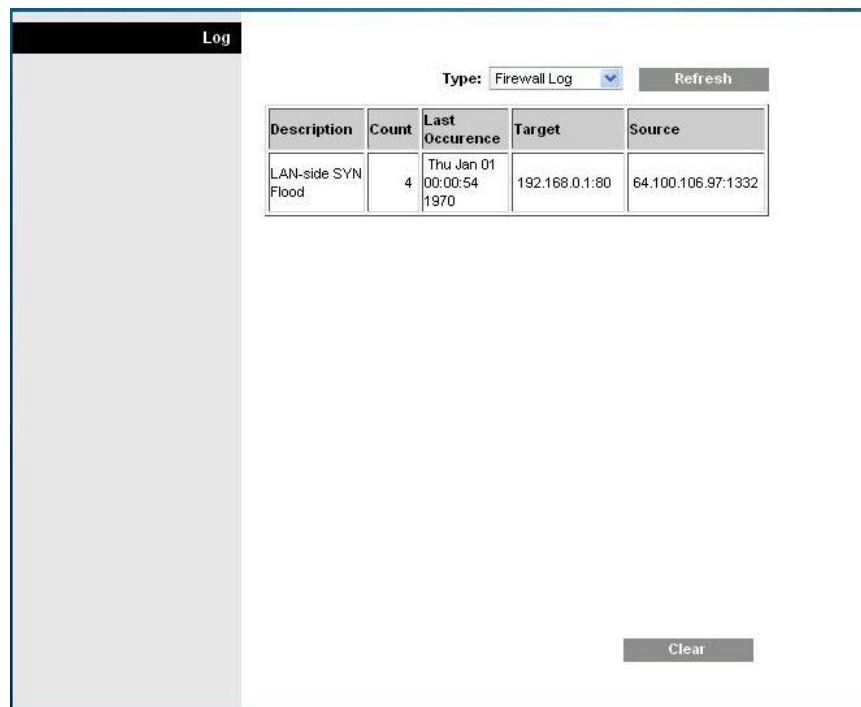 Log
Type: Firewall Log Refresh
Description Count Last Occurence Target Source
LAN-side SYN Flood 4 Thu Jan 01 00:00:54 1970 192.168.0.1:80 64.100.106.97:1332
Clear